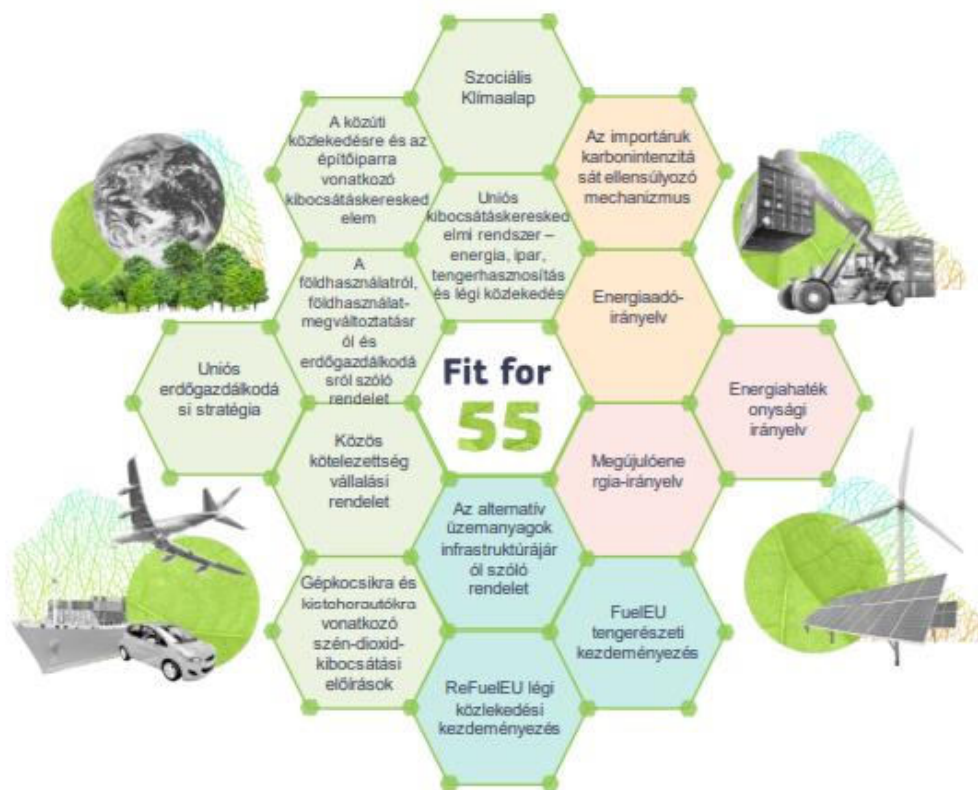 Szociális
Klímaalap
A közúti
közlekedésre és az
építőiparra
vonatkozó
kibocsátáskeresked
elem
Az importáruk
karbonintenzitá
sát ellensúlyozó
mechanizmus
Uniós
kibocsátáskeresked
elmi rendszer –
energia, ipar,
tengerhasznosítás
és légi közlekedés
A
földhasználatról,
földhasználat-
megváltoztatásr
ól és
erdőgazdálkodá
sról szóló
rendelet
Energiaadó-
irányelv
Uniós
erdőgazdálkodá
si stratégia
Fit for
55
Energiahaték
onysági
irányelv
Közös
kötelezettség
vállalási
rendelet
Megújulóene
rgia-irányelv
Az alternatív
üzemanyagok
infrastruktúrájár
ól szóló
rendelet
Gépkocsikra és
kisteherautókra
vonatkozó
szén-dioxid-
kibocsátási
előírások
FuelEU
tengerészeti
kezdeményezés
ReFuelEU légi
közlekedési
kezdeményezés